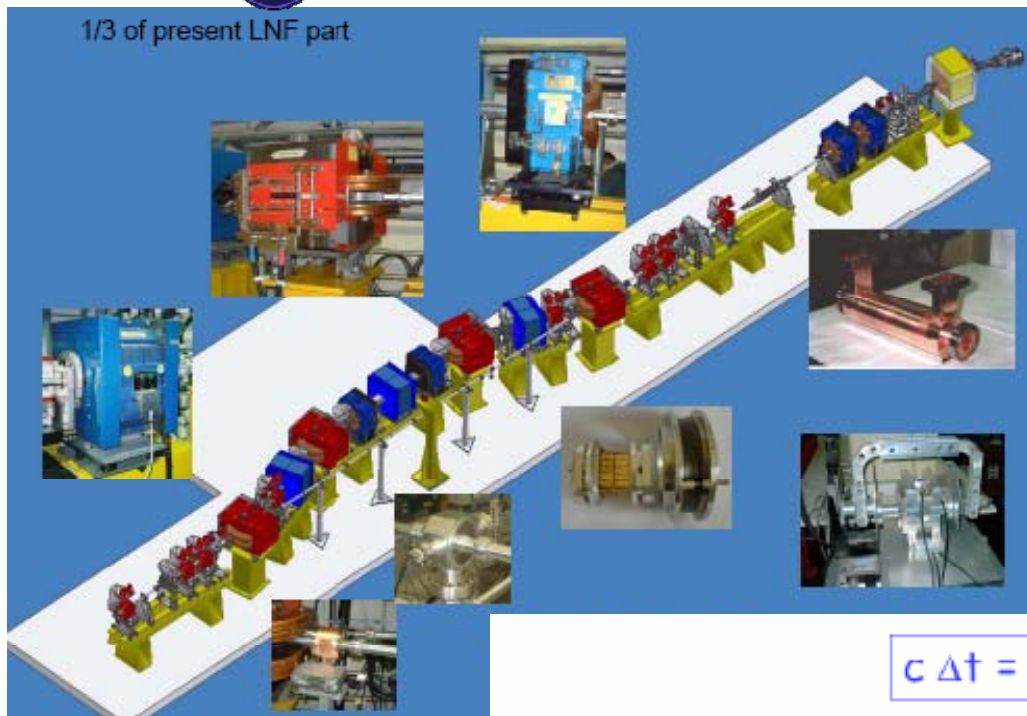 1/3 of present LNF part
c Δt =